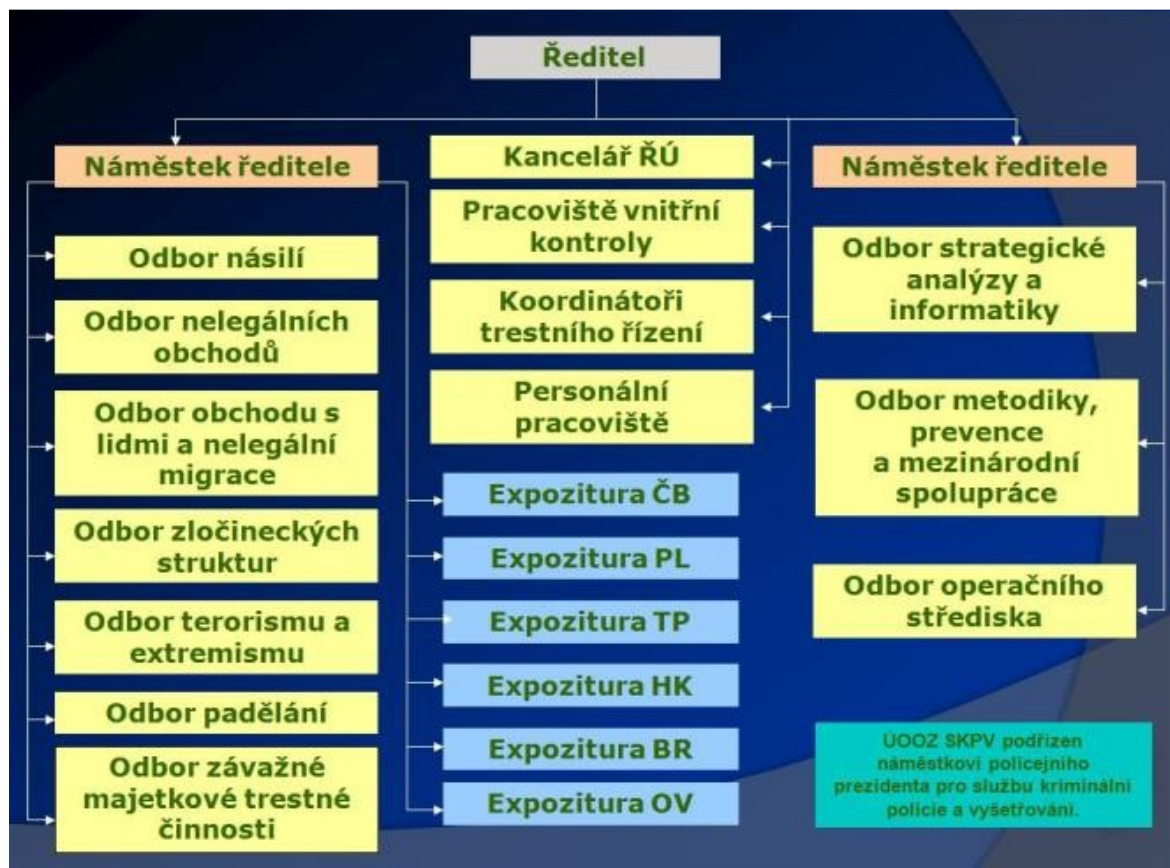 Ředitel
Náměstek ředitele
Odbor násilí
Odbor nelegálních
obchodů
Odbor obchodu s
lidmi a nelegální
migrace
Odbor zločineckých
struktur
Odbor terorismu a
extremismu
Odbor padělání
Odbor závažné
majetkové trestné
činnosti
Kancelář ŘÚ
Pracoviště vnitřní
kontroly
Koordinátoři
trestního řízení
Personální
pracoviště
Expozitura ČB
Expozitura PL
Expozitura TP
Expozitura HK
Expozitura BR
Expozitura OV
Náměstek ředitele
Odbor strategické
analýzy a
informatiky
Odbor metodiky,
prevence
a mezinárodní
spolupráce
Odbor operačního
střediska
ÚOOZ SKPV podřízen
náměstkovi policejního
prezidenta pro službu kriminální
policie a vyšetřování.